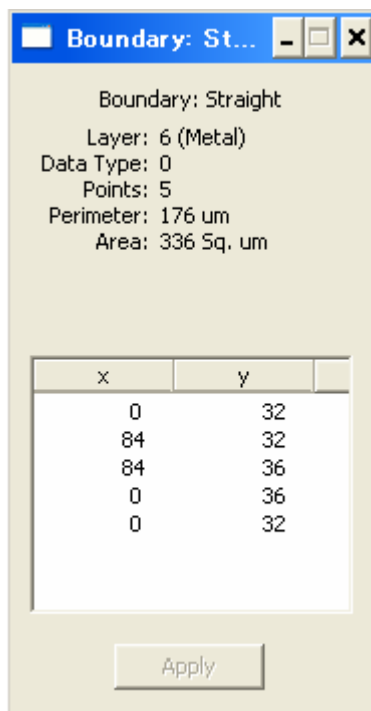 Boundary: St...
Boundary: Straight
Layer: 6 (Metal)
Data Type: 0
Points: 5
Perimeter: 176 um
Area: 336 Sq. um
x y
0 32
84 32
84 36
0 36
0 32
Apply